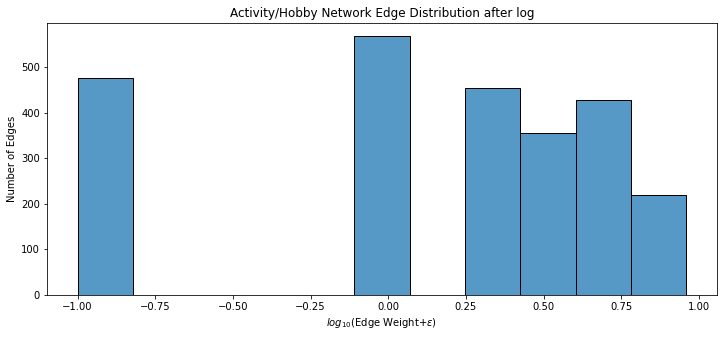 Activity/Hobby Network Edge Distribution after log
Number of Edges
500
400
300
200
100
0
−1.00 −0.75 −0.50 −0.25 0.00 0.25 0.50 0.75 1.00
log₁₀(Edge Weight+ε)